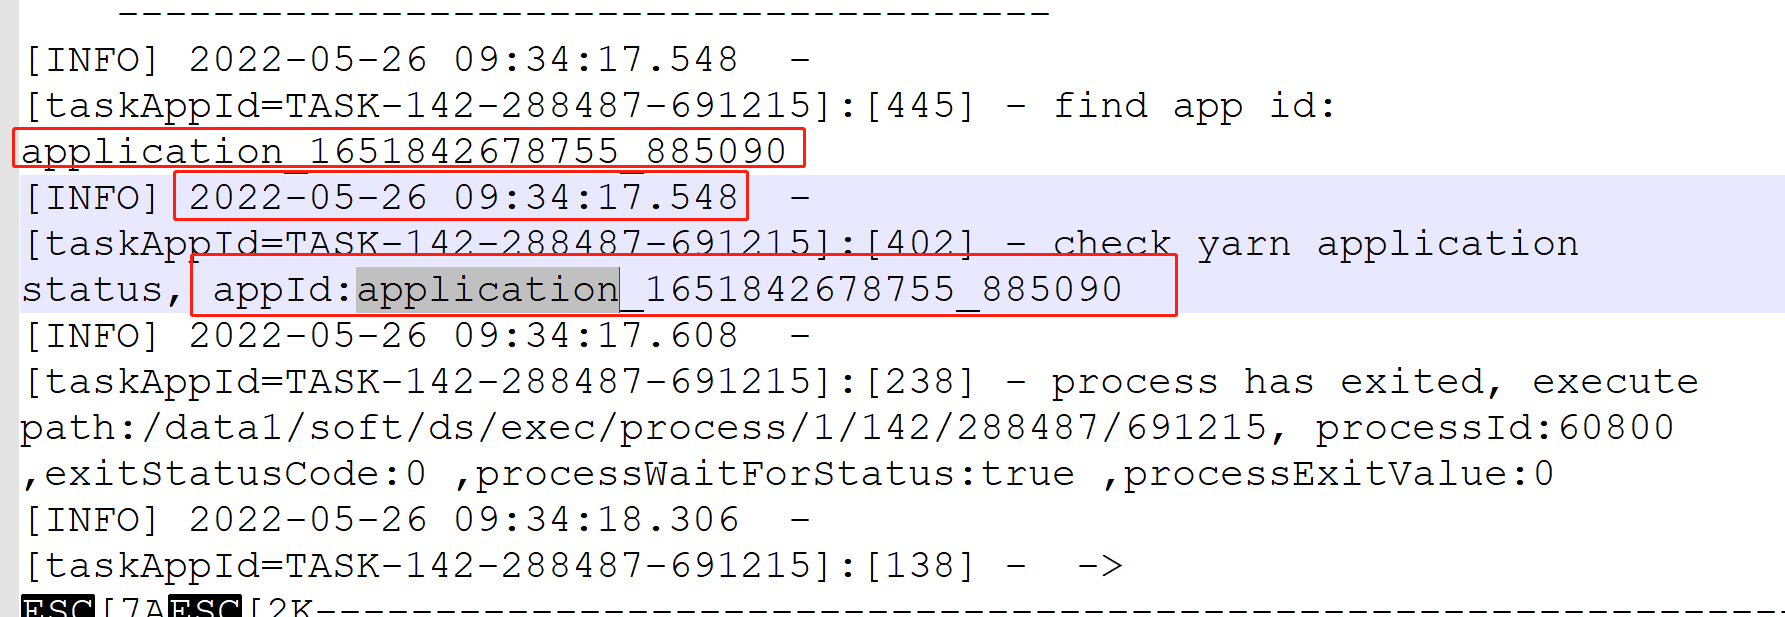 ---------------------------------------
[INFO] 2022-05-26 09:34:17.548  -
[taskAppId=TASK-142-288487-691215]:[445] - find app id:
application_1651842678755_885090
[INFO] 2022-05-26 09:34:17.548  -
[taskAppId=TASK-142-288487-691215]:[402] - check yarn application
status, appId:application_1651842678755_885090
[INFO] 2022-05-26 09:34:17.608  -
[taskAppId=TASK-142-288487-691215]:[238] - process has exited, execute
path:/data1/soft/ds/exec/process/1/142/288487/691215, processId:60800
,exitStatusCode:0 ,processWaitForStatus:true ,processExitValue:0
[INFO] 2022-05-26 09:34:18.306  -
[taskAppId=TASK-142-288487-691215]:[138] -  ->
ESC[7AESC[2K--------------------------------------------------------------